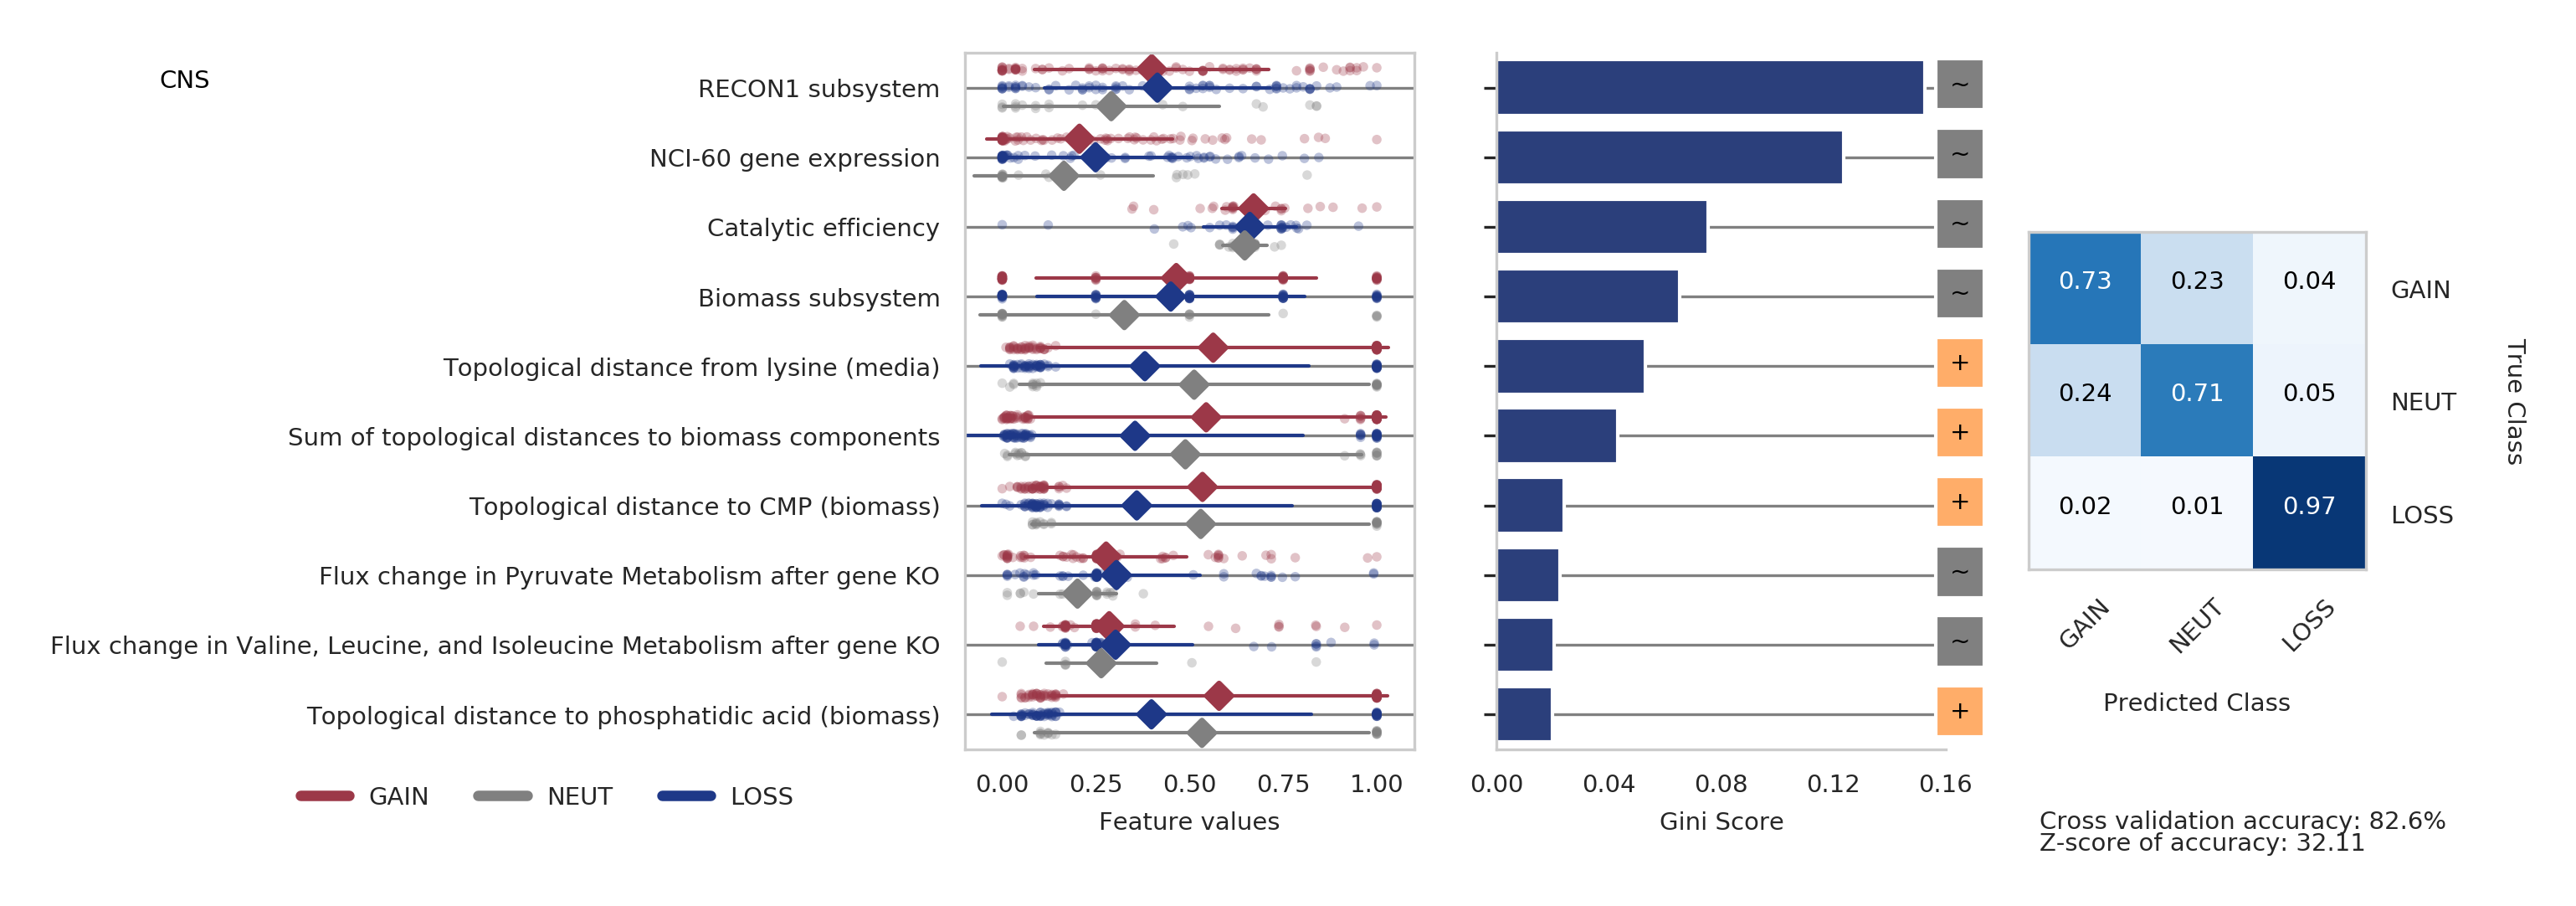 CNS
RECON1 subsystem
NCI-60 gene expression
Catalytic efficiency
Biomass subsystem
Topological distance from lysine (media)
Sum of topological distances to biomass components
Topological distance to CMP (biomass)
Flux change in Pyruvate Metabolism after gene KO
Flux change in Valine, Leucine, and Isoleucine Metabolism after gene KO
Topological distance to phosphatidic acid (biomass)
GAIN NEUT LOSS
0.00 0.25 0.50 0.75 1.00
Feature values
~
~
~
~
+
+
+
~
~
+
0.00 0.04 0.08 0.12 0.16
Gini Score
0.73 0.23 0.04 GAIN
0.24 0.71 0.05 NEUT
0.02 0.01 0.97 LOSS
True Class
GAIN NEUT LOSS
Predicted Class
Cross validation accuracy: 82.6%
Z-score of accuracy: 32.11